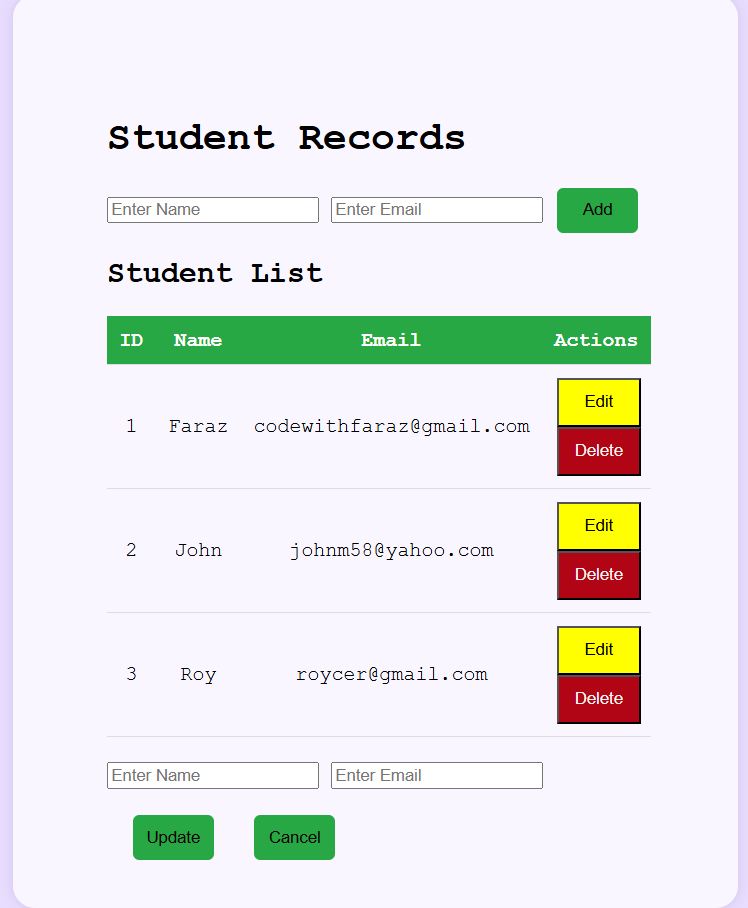 Student Records
Enter Name Enter Email Add
Student List
ID Name Email Actions
1 Faraz codewithfaraz@gmail.com Edit
Delete
2 John johnm58@yahoo.com Edit
Delete
3 Roy roycer@gmail.com Edit
Delete
Enter Name Enter Email
Update Cancel